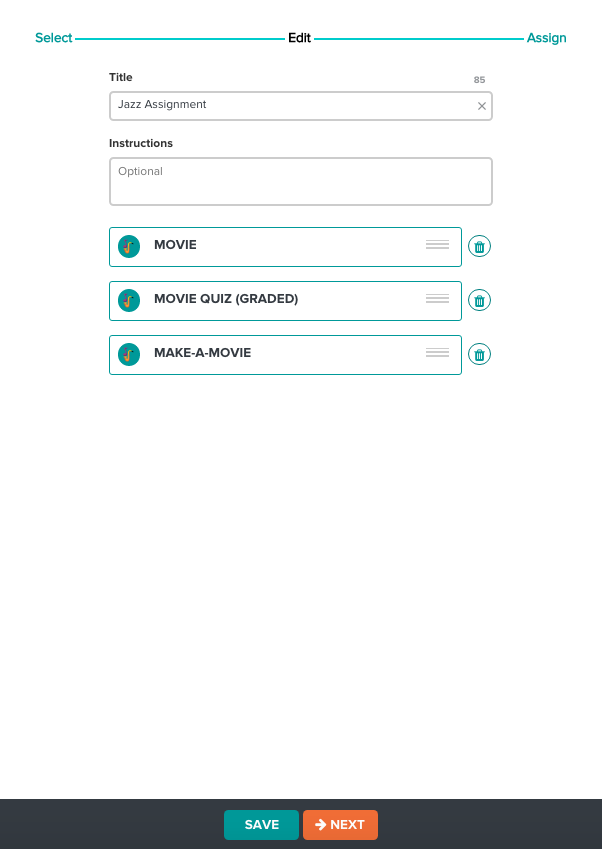 Select Edit Assign
Title 85
Jazz Assignment
Instructions
Optional
MOVIE
MOVIE QUIZ (GRADED)
MAKE-A-MOVIE
SAVE NEXT